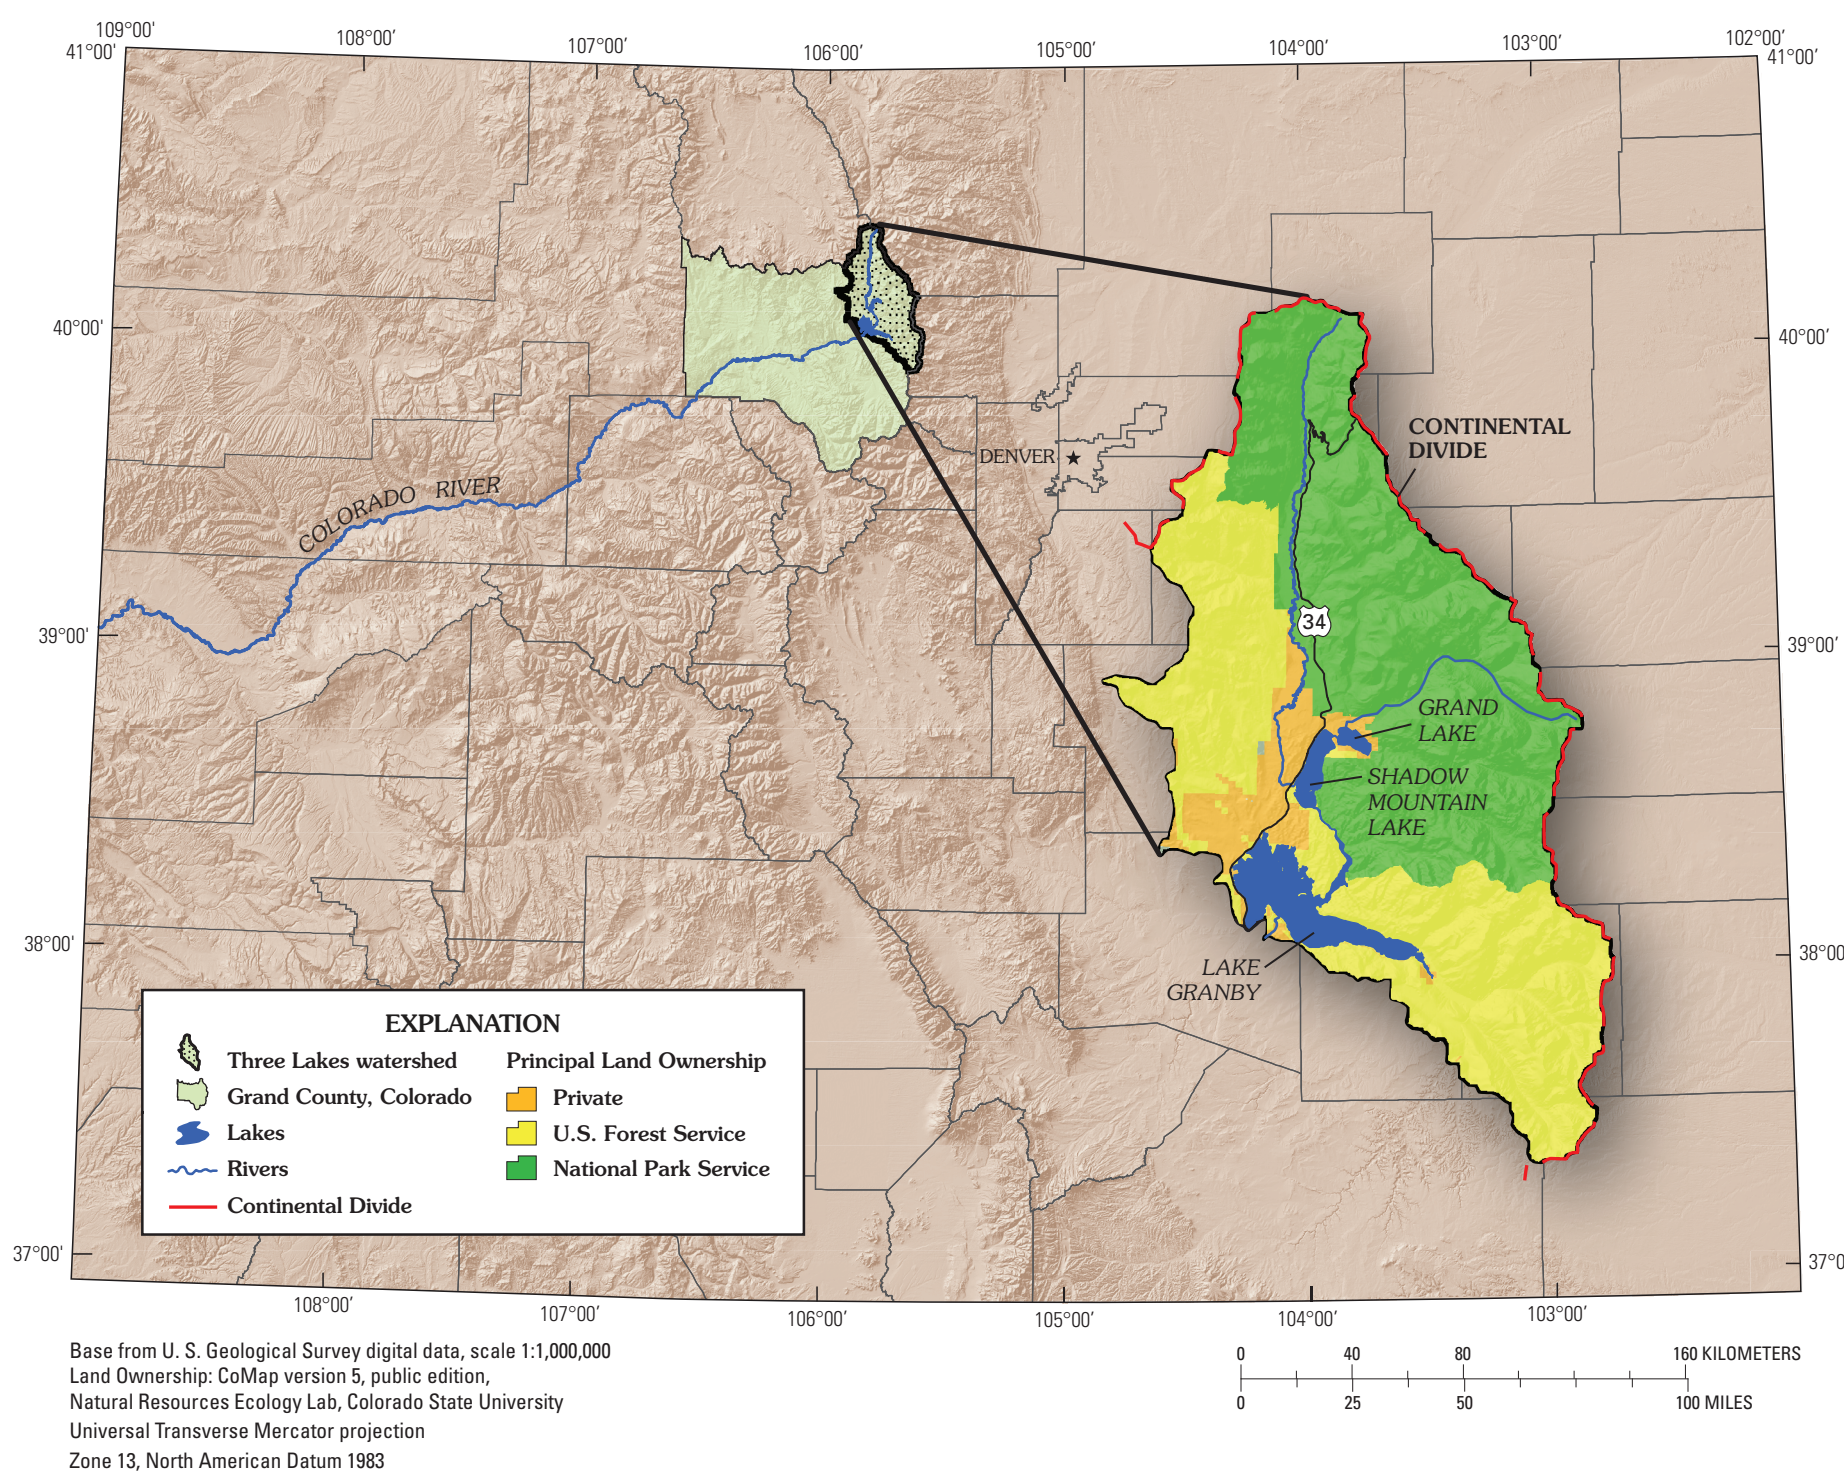 109°00'
108°00'
107°00'
106°00'
105°00'
104°00'
103°00'
102°00'
41°00'
41°00'
40°00'
40°00'
39°00'
39°00'
38°00'
38°00'
37°00'
37°0
COLORADO RIVER
DENVER
CONTINENTAL
DIVIDE
34
GRAND
LAKE
SHADOW
MOUNTAIN
LAKE
LAKE
GRANBY
EXPLANATION
Three Lakes watershed
Grand County, Colorado
Lakes
Rivers
Continental Divide
Principal Land Ownership
Private
U.S. Forest Service
National Park Service
108°00'
107°00'
106°00'
105°00'
104°00'
103°00'
Base from U. S. Geological Survey digital data, scale 1:1,000,000
Land Ownership: CoMap version 5, public edition,
Natural Resources Ecology Lab, Colorado State University
Universal Transverse Mercator projection
Zone 13, North American Datum 1983
0 40 80 160 KILOMETERS
0 25 50 100 MILES